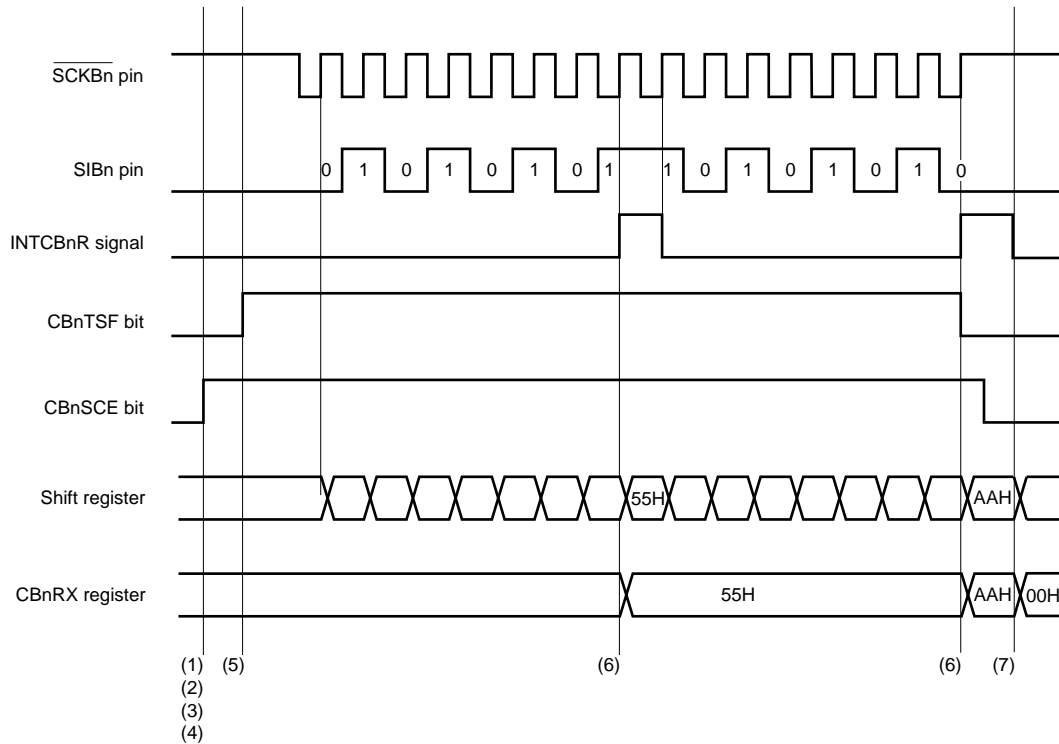 SCKBn pin
SIBn pin
0 1 0 1 0 1 0 1 1 0 1 0 1 0 1 0
INTCBnR signal
CBnTSF bit
CBnSCE bit
Shift register
55H
AAH
CBnRX register
55H
AAH
00H
(1) (5) (6) (6) (7)
(2)
(3)
(4)